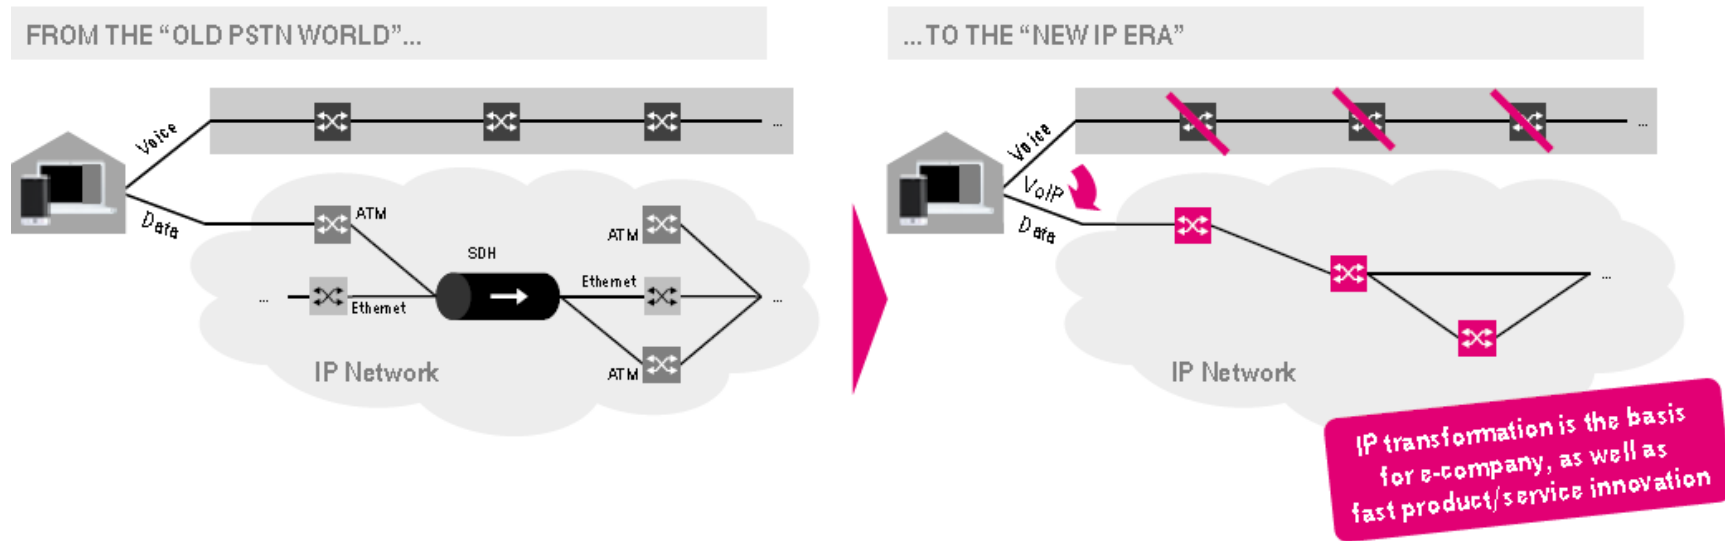 FROM THE “OLD PSTN WORLD”...
Voice
...
Data
ATM
ATM
SDH
Ethernet
...
Ethernet
...
ATM
IP Network
...TO THE “NEW IP ERA”
Voice
...
VoIP
Data
...
IP Network
IP transformation is the basis
for e-company, as well as
fast product/service innovation